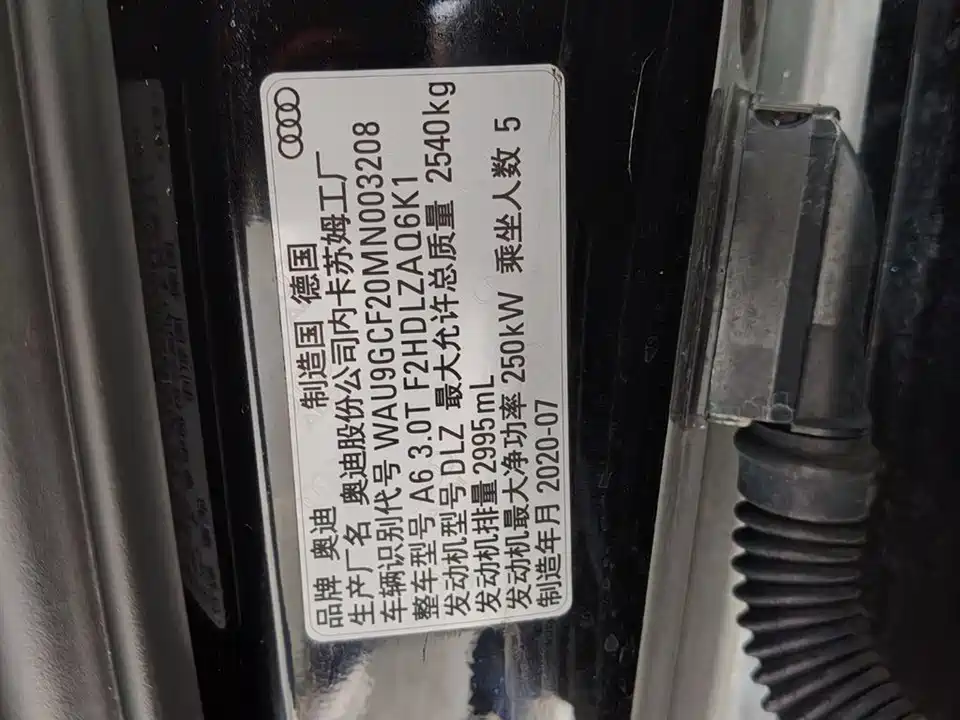 品牌 奥迪 制造国 德国
生产厂名 奥迪股份公司内卡苏姆工厂
车辆识别代号 WAU9GCF20MN003208
整车型号 A6 3.0T F2HDLZAQ6K1
发动机型号 DLZ 最大允许总质量 2540kg
发动机排量 2995mL
发动机最大净功率 250kW 乘坐人数 5
制造年月 2020-07